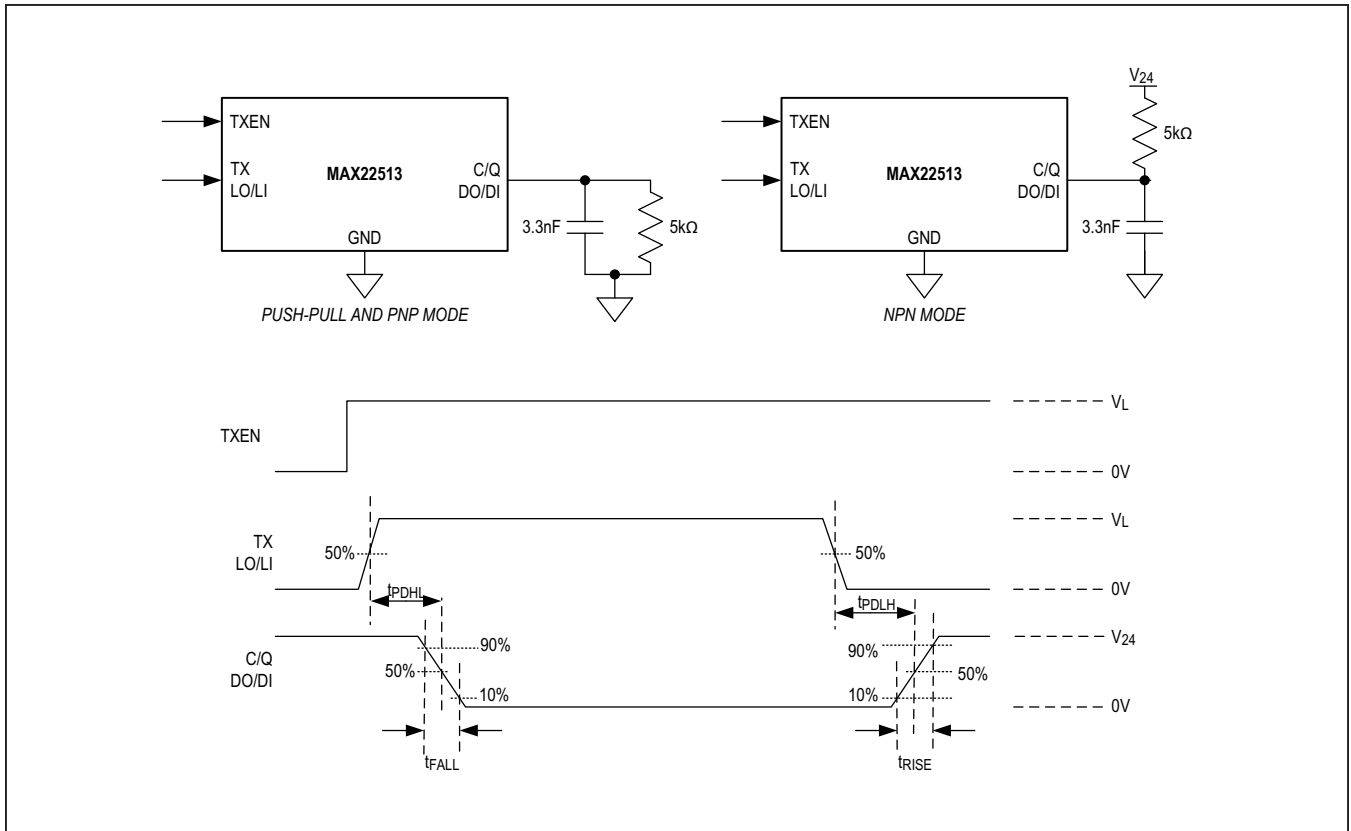 TXEN
TX
LO/LI
MAX22513
C/Q
DO/DI
GND
3.3nF
5kΩ
PUSH-PULL AND PNP MODE
V24
TXEN
TX
LO/LI
MAX22513
C/Q
DO/DI
GND
5kΩ
3.3nF
NPN MODE
TXEN
VL
0V
TX
LO/LI
50%
50%
VL
0V
tPDHL
tPDLH
C/Q
DO/DI
90%
50%
10%
90%
50%
10%
V24
0V
tFALL
tRISE